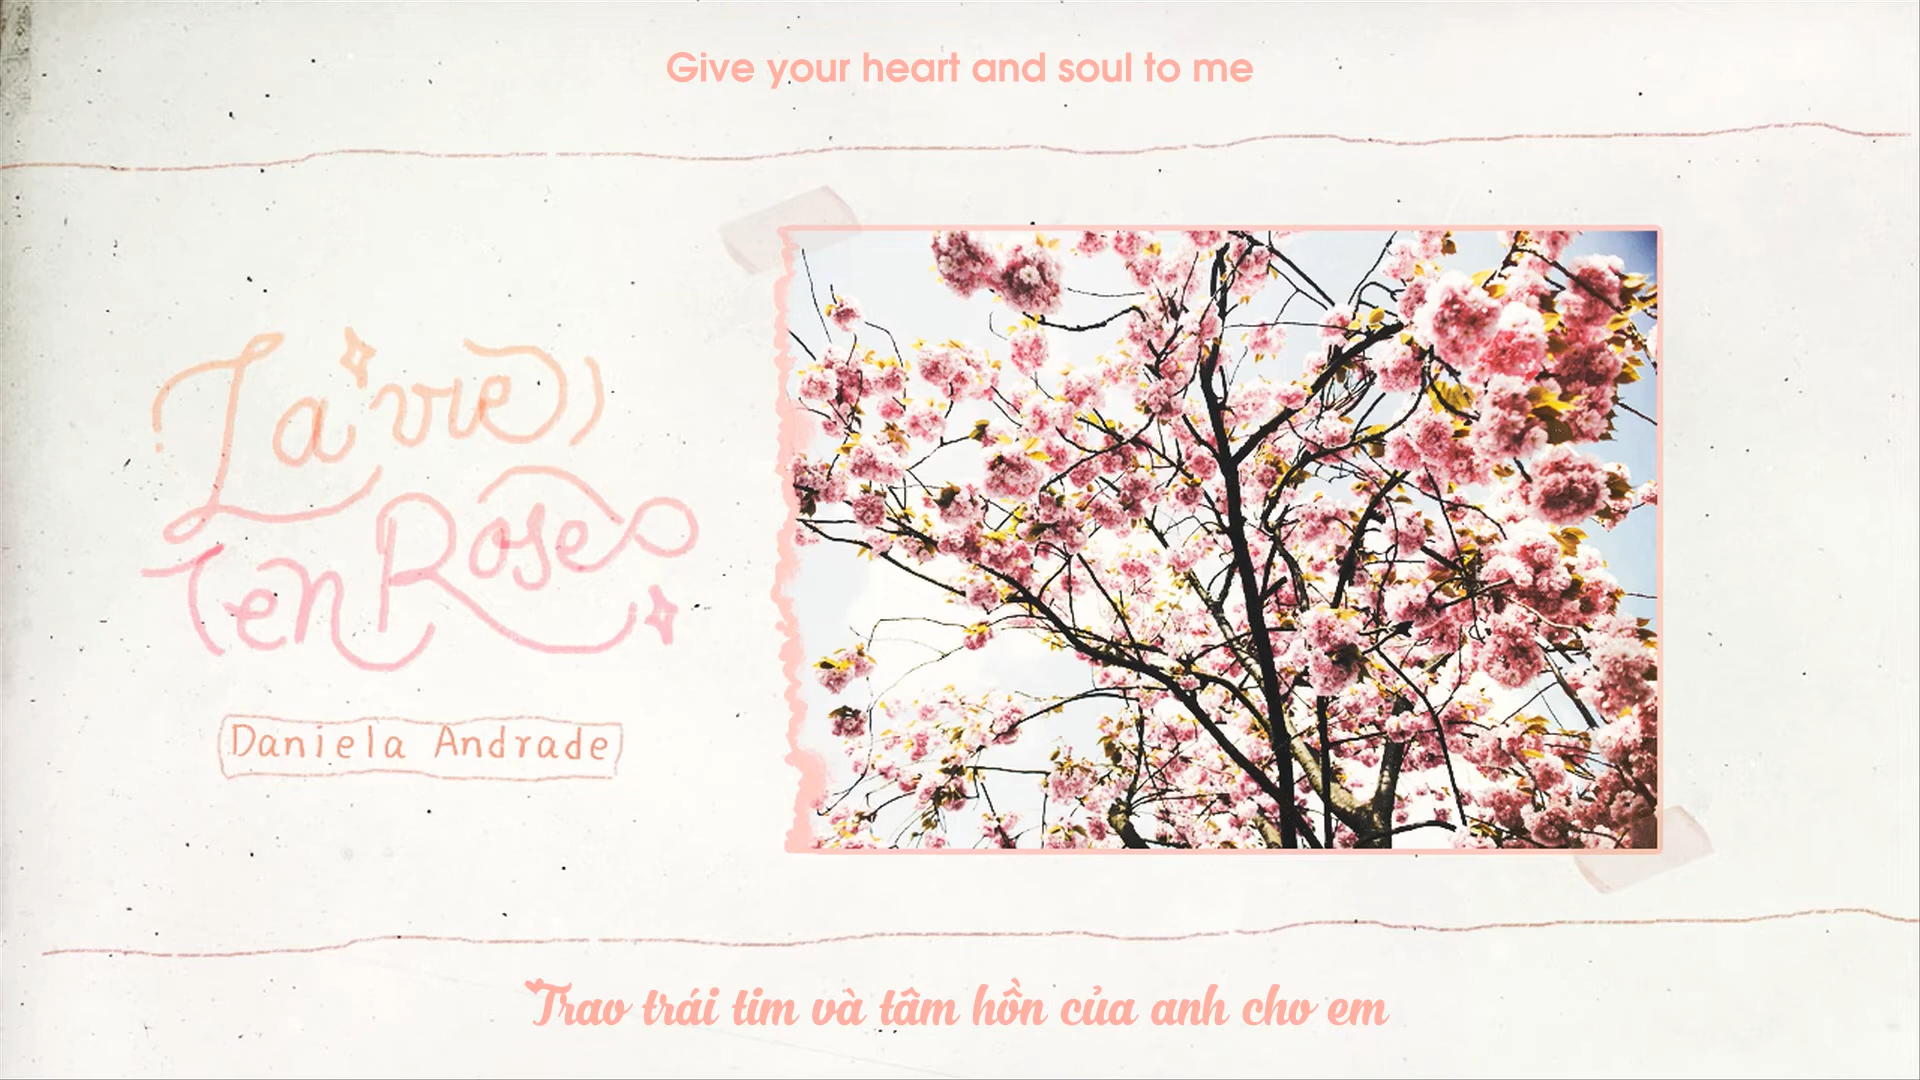 Give your heart and soul to me
La vie
en Rose
Daniela Andrade
Trao trái tim và tâm hồn của anh cho em